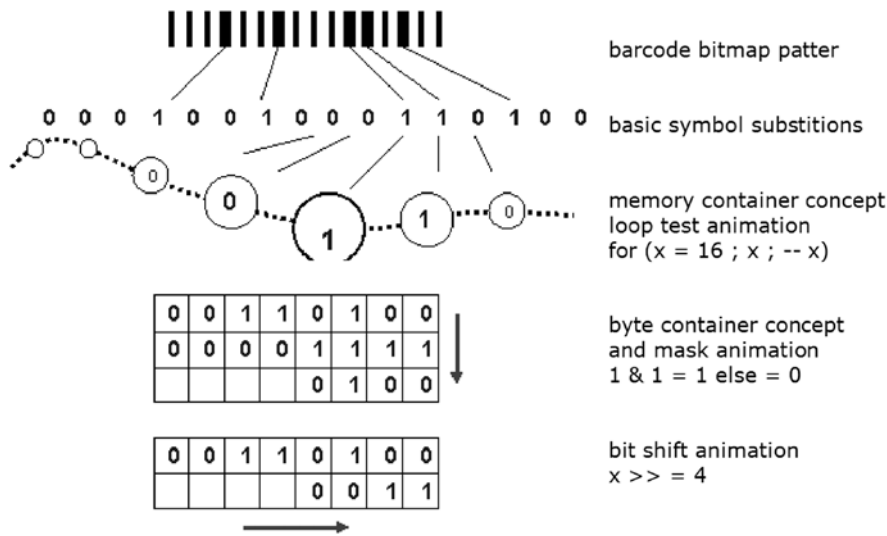 barcode bitmap patter
0 0 0 1 0 0 1 0 0 0 1 1 0 1 0 0
basic symbol substitions
0 0 1 1 0
memory container concept
loop test animation
for (x = 16 ; x ; -- x)
0 0 1 1 0 1 0 0
0 0 0 0 1 1 1 1
0 1 0 0
byte container concept
and mask animation
1 & 1 = 1 else = 0
0 0 1 1 0 1 0 0
0 0 1 1
bit shift animation
x >> = 4